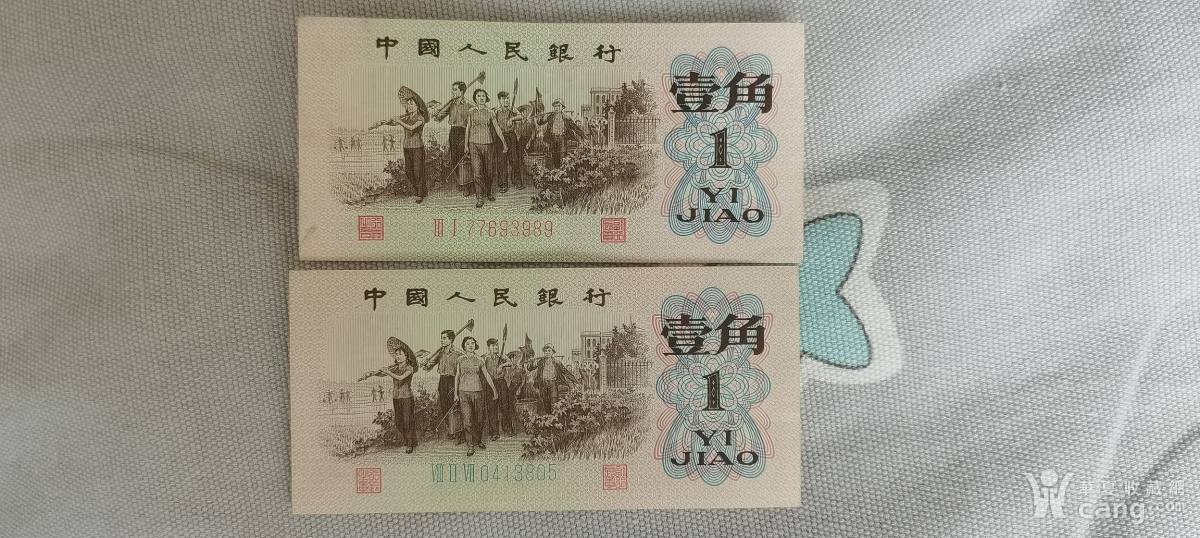 中國人民銀行
壹角
1
YI
JIAO
Ⅲ Ⅰ 77693989
中國人民銀行
壹角
1
YI
JIAO
Ⅷ Ⅱ Ⅶ 0413805
華夏收藏網
cang.com